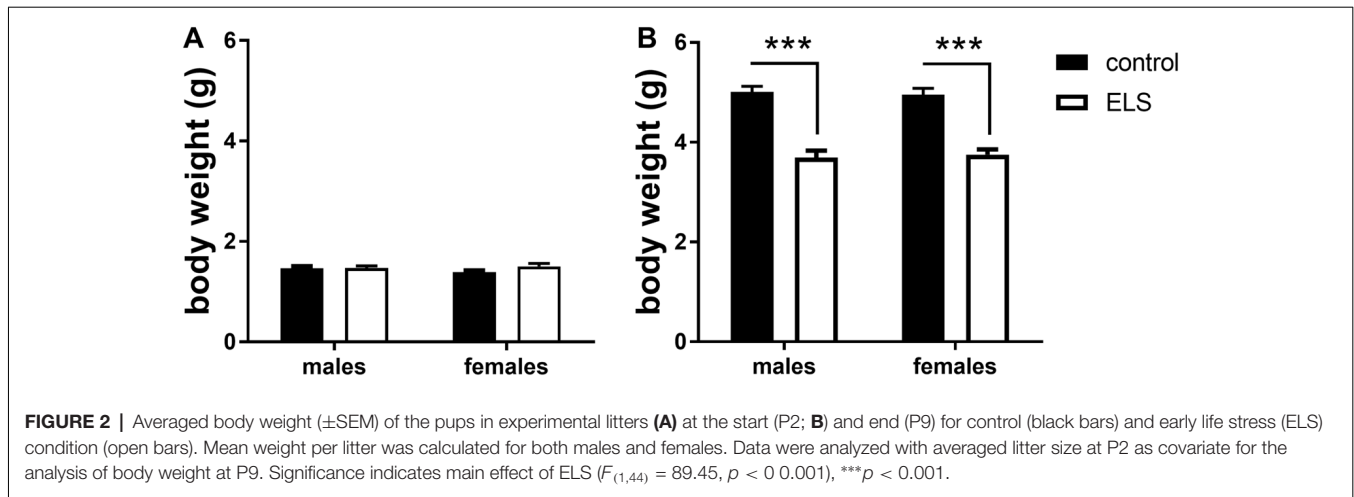 A
B
6
4
2
0
body weight (g)
males
females
6
4
2
0
body weight (g)
***
***
males
females
control
ELS
FIGURE 2 | Averaged body weight (±SEM) of the pups in experimental litters (A) at the start (P2; B) and end (P9) for control (black bars) and early life stress (ELS)
condition (open bars). Mean weight per litter was calculated for both males and females. Data were analyzed with averaged litter size at P2 as covariate for the
analysis of body weight at P9. Significance indicates main effect of ELS (F(1,44) = 89.45, p < 0 0.001), ***p < 0.001.